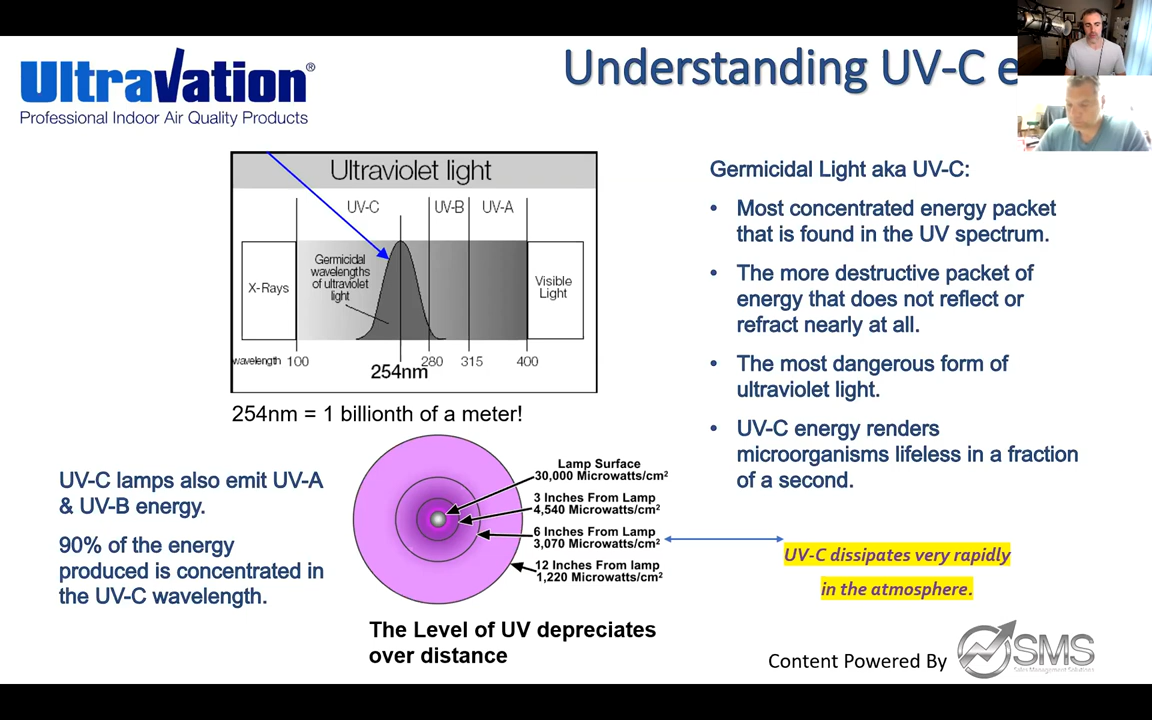 Understanding UV-C e
Ultravation®
Professional Indoor Air Quality Products
Ultraviolet light
UV-C UV-B UV-A
X-Rays
Germicidal
wavelengths
of ultraviolet
light
Visible
Light
wavelength 100 280 315 400
254nm
254nm = 1 billionth of a meter!
Germicidal Light aka UV-C:
• Most concentrated energy packet
that is found in the UV spectrum.
• The more destructive packet of
energy that does not reflect or
refract nearly at all.
• The most dangerous form of
ultraviolet light.
• UV-C energy renders
microorganisms lifeless in a fraction
of a second.
UV-C lamps also emit UV-A
& UV-B energy.
90% of the energy
produced is concentrated in
the UV-C wavelength.
Lamp Surface
30,000 Microwatts/cm²
3 Inches From Lamp
4,540 Microwatts/cm²
6 Inches From Lamp
3,070 Microwatts/cm²
12 Inches From lamp
1,220 Microwatts/cm²
UV-C dissipates very rapidly
in the atmosphere.
The Level of UV depreciates
over distance
Content Powered By
SMS
Sales Management Solutions